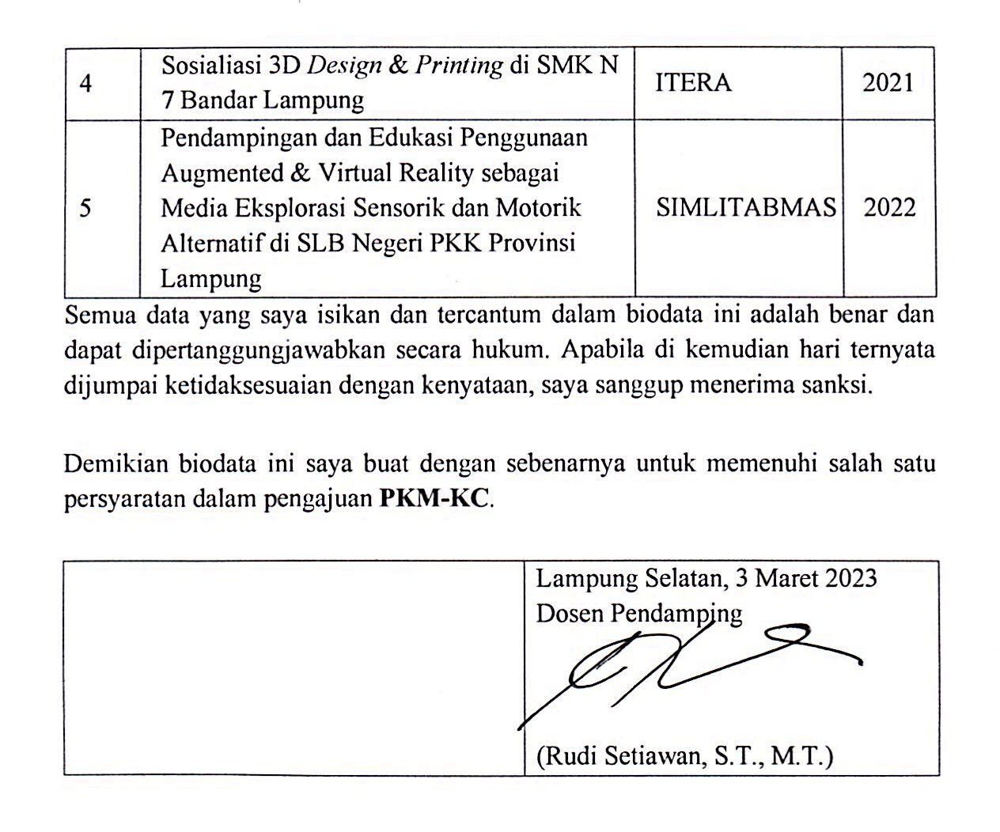 4
Sosialiasi 3D Design & Printing di SMK N
7 Bandar Lampung
ITERA
2021
5
Pendampingan dan Edukasi Penggunaan
Augmented & Virtual Reality sebagai
Media Eksplorasi Sensorik dan Motorik
Alternatif di SLB Negeri PKK Provinsi
Lampung
SIMLITABMAS
2022
Semua data yang saya isikan dan tercantum dalam biodata ini adalah benar dan
dapat dipertanggungjawabkan secara hukum. Apabila di kemudian hari ternyata
dijumpai ketidaksesuaian dengan kenyataan, saya sanggup menerima sanksi.
Demikian biodata ini saya buat dengan sebenarnya untuk memenuhi salah satu
persyaratan dalam pengajuan PKM-KC.
Lampung Selatan, 3 Maret 2023
Dosen Pendamping
(Rudi Setiawan, S.T., M.T.)